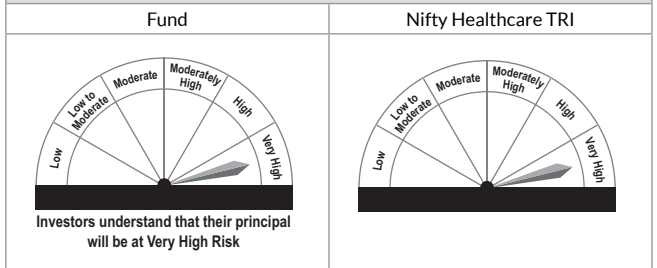 Fund
Nifty Healthcare TRI
Low
Low to
Moderate
Moderate
Moderately
High
High
Very High
Investors understand that their principal
will be at Very High Risk
Low
Low to
Moderate
Moderate
Moderately
High
High
Very High